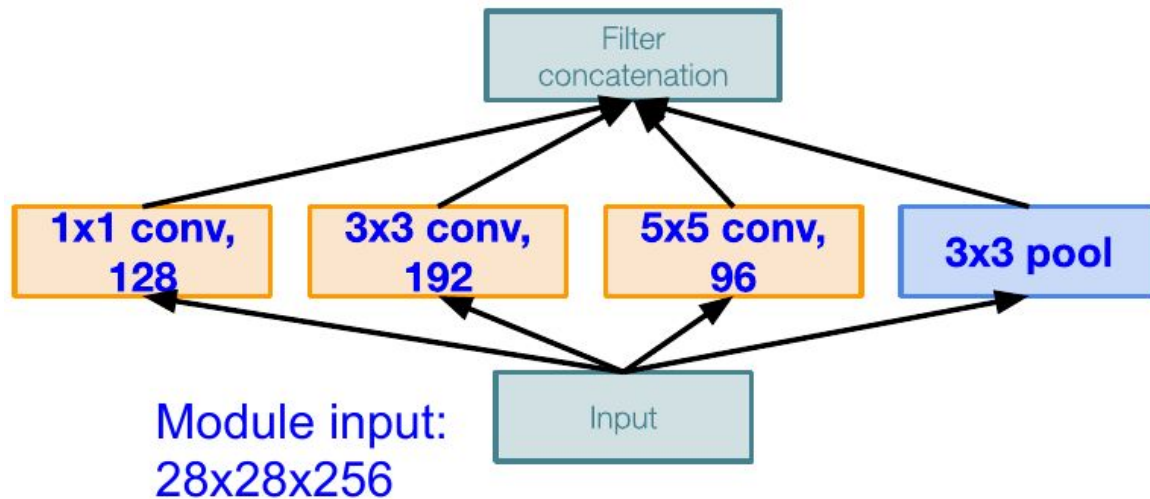 Filter
concatenation
1x1 conv,
128
3x3 conv,
192
5x5 conv,
96
3x3 pool
Input
Module input:
28x28x256